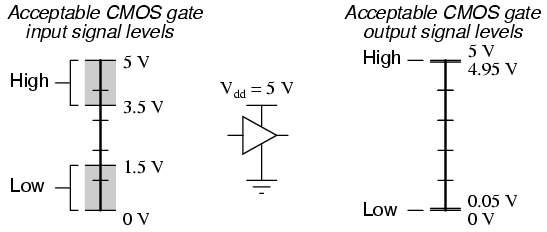 Acceptable CMOS gate
input signal levels
High
5 V
3.5 V
Low
1.5 V
0 V
Vdd = 5 V
Acceptable CMOS gate
output signal levels
High
5 V
4.95 V
Low
0.05 V
0 V